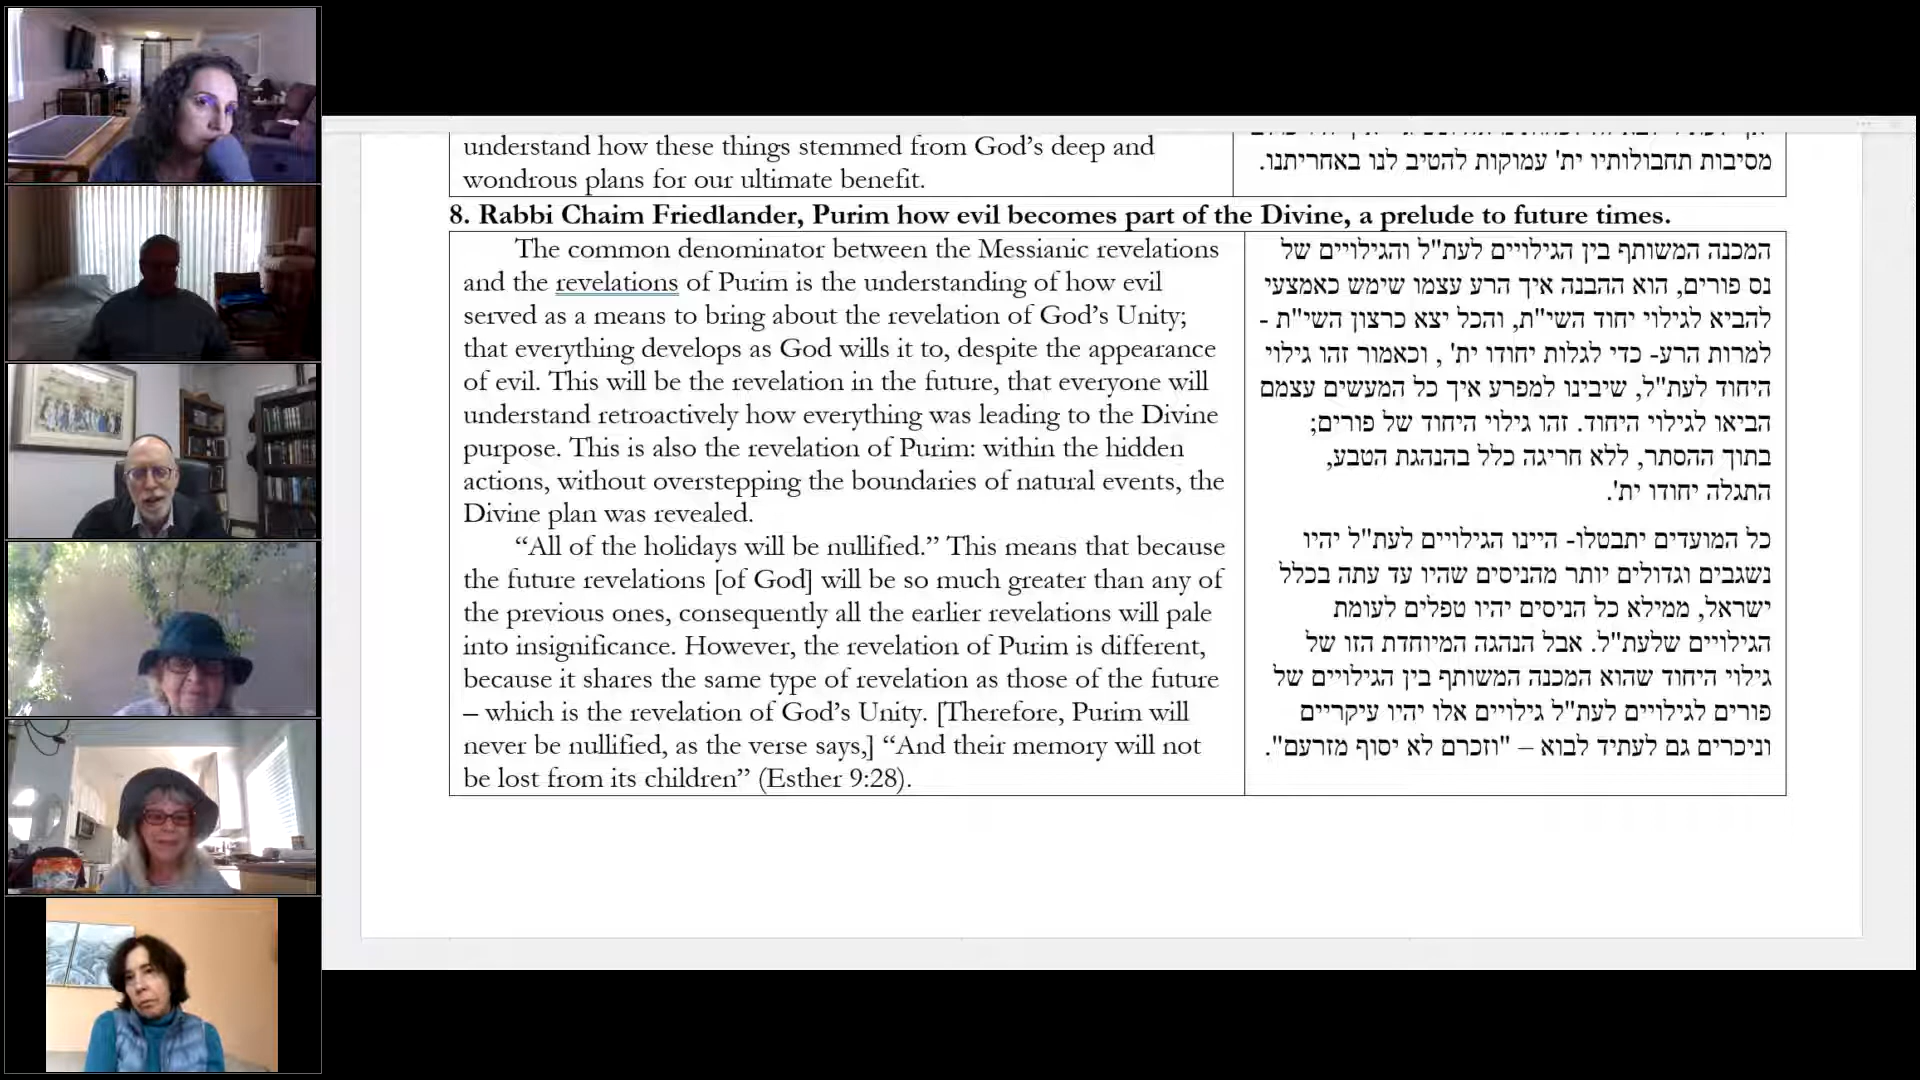 understand how these things stemmed from God’s deep and
wondrous plans for our ultimate benefit.
מסיבות תחבולותיו ית' עמוקות להטיב לנו באחריתנו.
8. Rabbi Chaim Friedlander, Purim how evil becomes part of the Divine, a prelude to future times.
The common denominator between the Messianic revelations
and the revelations of Purim is the understanding of how evil
served as a means to bring about the revelation of God’s Unity;
that everything develops as God wills it to, despite the appearance
of evil. This will be the revelation in the future, that everyone will
understand retroactively how everything was leading to the Divine
purpose. This is also the revelation of Purim: within the hidden
actions, without overstepping the boundaries of natural events, the
Divine plan was revealed.
“All of the holidays will be nullified.” This means that because
the future revelations [of God] will be so much greater than any of
the previous ones, consequently all the earlier revelations will pale
into insignificance. However, the revelation of Purim is different,
because it shares the same type of revelation as those of the future
– which is the revelation of God’s Unity. [Therefore, Purim will
never be nullified, as the verse says,] “And their memory will not
be lost from its children” (Esther 9:28).
המכנה המשותף בין הגילויים לעת"ל והגילויים של
נס פורים, הוא ההבנה איך הרע עצמו שימש כאמצעי
להביא לגילוי יחוד השי"ת, והכל יצא כרצון השי"ת -
למרות הרע- כדי לגלות יחודו ית' , וכאמור זהו גילוי
היחוד לעת"ל, שיבינו למפרע איך כל המעשים עצמם
הביאו לגילוי היחוד. זהו גילוי היחוד של פורים;
בתוך ההסתר, ללא חריגה כלל בהנהגת הטבע,
התגלה יחודו ית'.
כל המועדים יתבטלו- היינו הגילויים לעת"ל יהיו
נשגבים וגדולים יותר מהניסים שהיו עד עתה בכלל
ישראל, ממילא כל הניסים יהיו טפלים לעומת
הגילויים שלעת"ל. אבל הנהגה המיוחדת הזו של
גילוי היחוד שהוא המכנה המשותף בין הגילויים של
פורים לגילויים לעת"ל גילויים אלו יהיו עיקריים
וניכרים גם לעתיד לבוא – "וזכרם לא יסוף מזרעם".